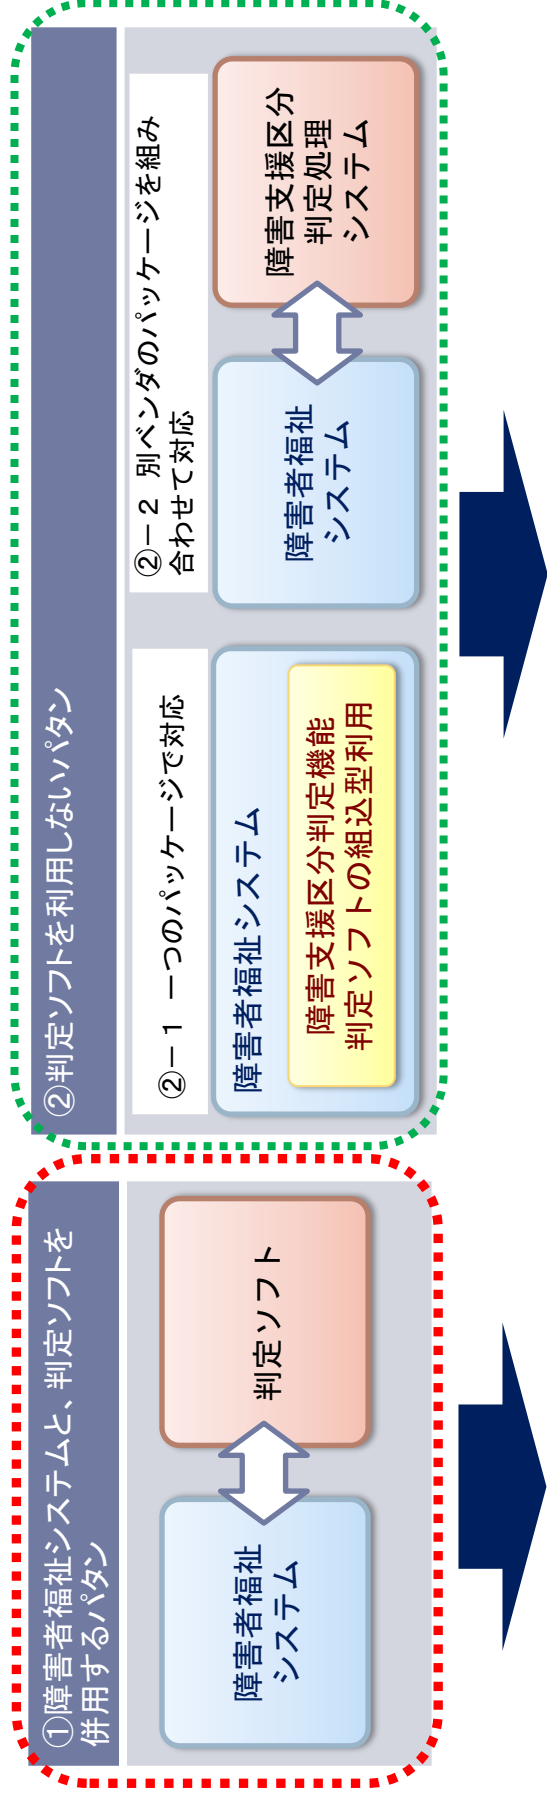 ①障害者福祉システムと、判定ソフトを
併用するパタン
障害者福祉
システム
判定ソフト
②判定ソフトを利用しないパタン
②－１ 一つのパッケージで対応
障害者福祉システム
障害支援区分判定機能
判定ソフトの組込型利用
②－２ 別ベンダのパッケージを組み
合わせて対応
障害者福祉
システム
障害支援区分
判定処理
システム